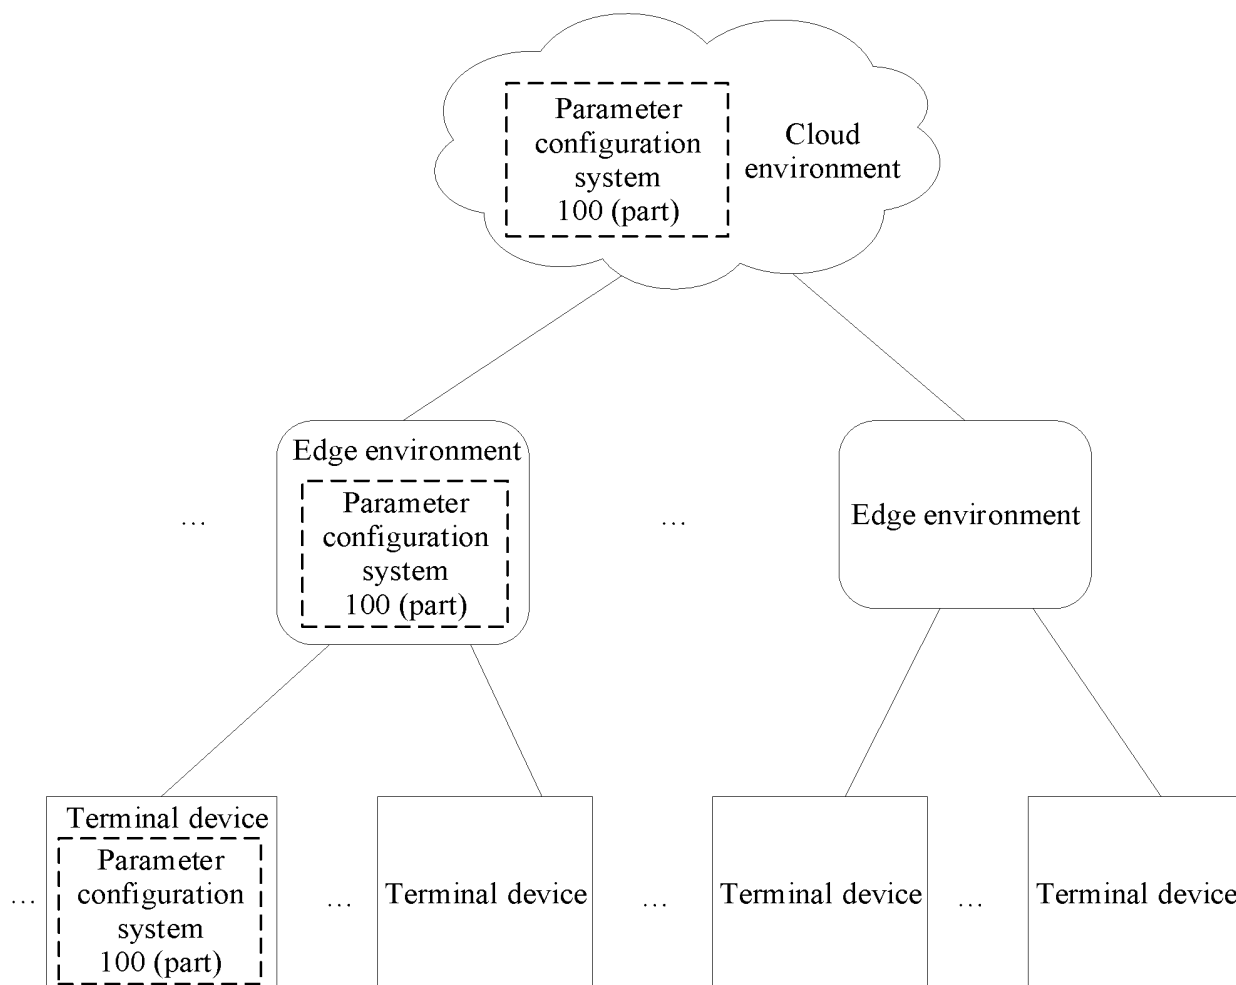 Parameter
configuration
system
100 (part)
Cloud
environment
Edge environment
Parameter
configuration
system
100 (part)
Edge environment
…
…
Terminal device
Parameter
configuration
system
100 (part)
Terminal device
Terminal device
Terminal device
…
…
…
…